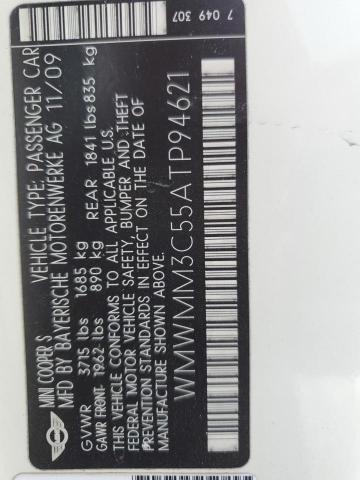 MINI COOPER S VEHICLE TYPE, PASSENGER CAR
MFD BY BAYERISCHE MOTORENWERKE AG 11/09
GVWR 3715 lbs 1685 kg
GAWR FRONT- 1962 lbs 890 kg REAR 1841 lbs 835 kg
THIS VEHICLE CONFORMS TO ALL APPLICABLE U.S.
FEDERAL MOTOR VEHICLE SAFETY, BUMPER AND THEFT
PREVENTION STANDARDS IN EFFECT ON THE DATE OF
MANUFACTURE SHOWN ABOVE.
WMWMM3C55ATP94621
7 049 307